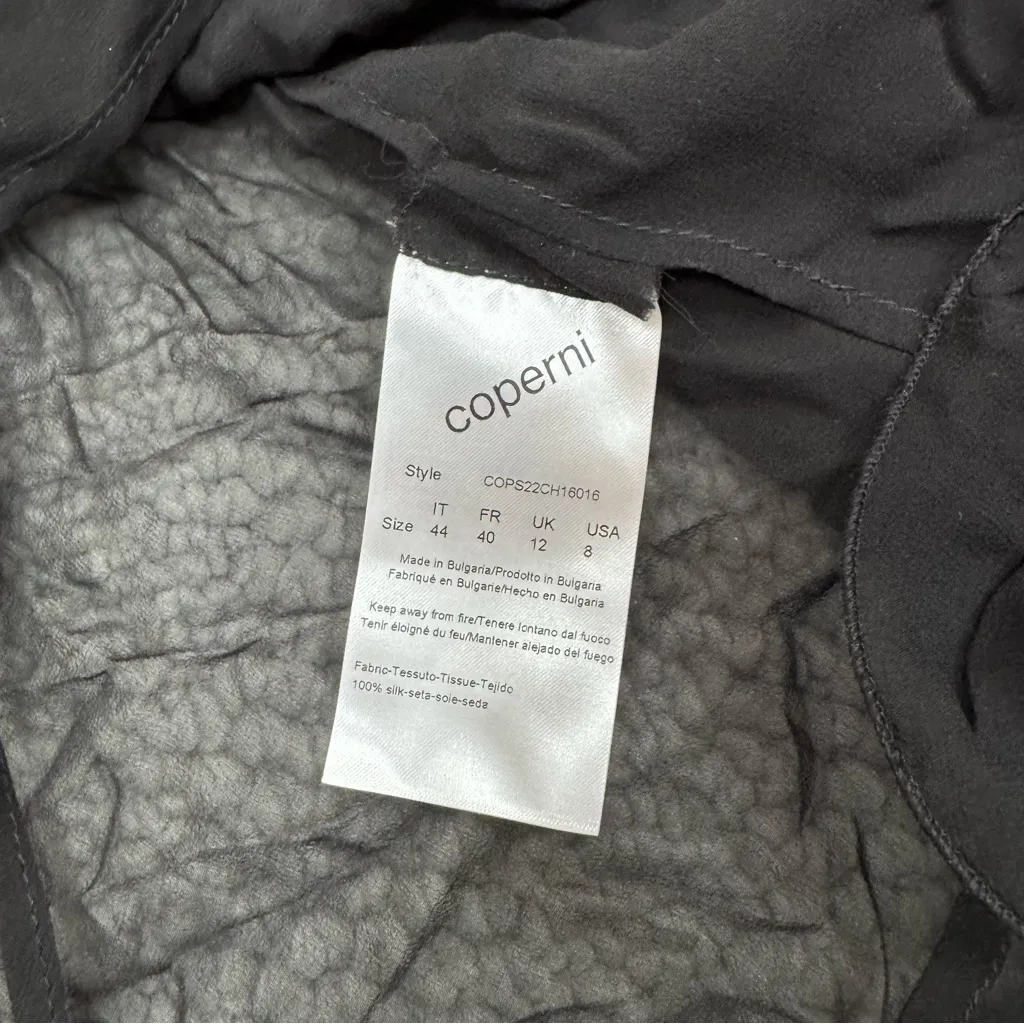 coperni
Style COPS22CH16016
IT FR UK USA
Size 44 40 12 8
Made in Bulgaria/Prodotto in Bulgaria
Fabriqué en Bulgarie/Hecho en Bulgaria
Keep away from fire/Tenere lontano dal fuoco
Tenir éloigné du feu/Mantener alejado del fuego
Fabric-Tessuto-Tissue-Tejido
100% silk-seta-soie-seda